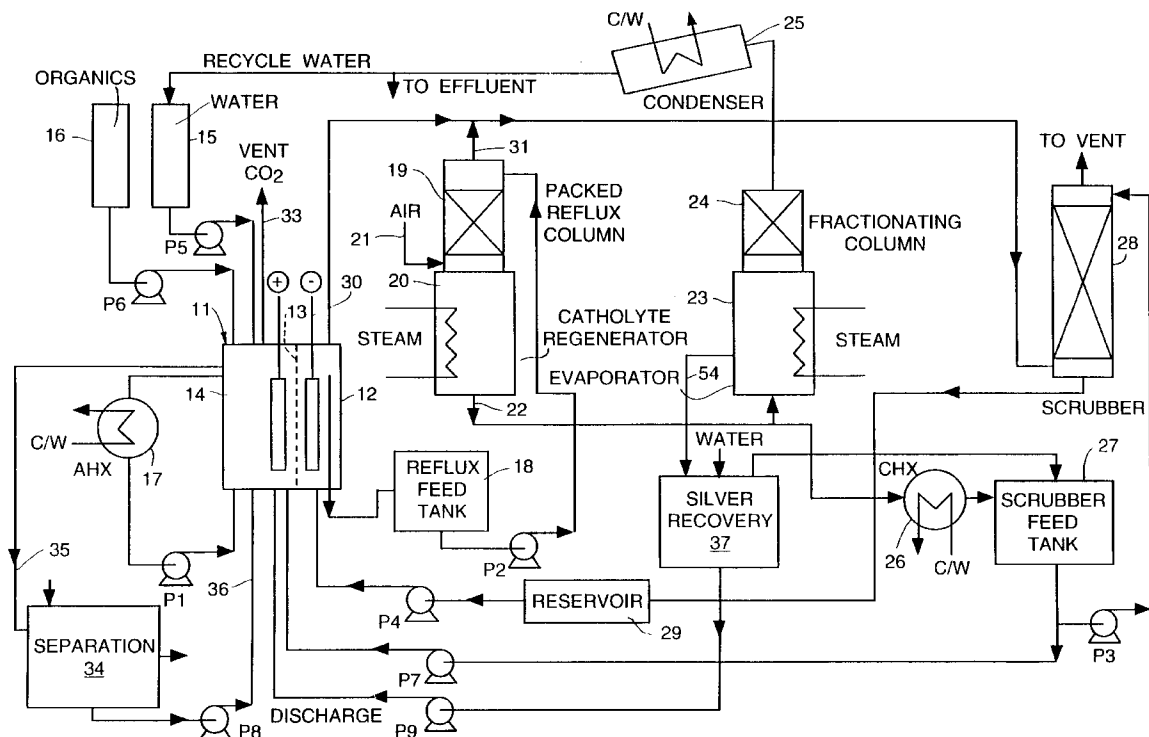 C/W
25
RECYCLE WATER
TO EFFLUENT
CONDENSER
ORGANICS
WATER
16
15
VENT
CO2
33
P5
P6
31
19
PACKED
REFLUX
COLUMN
AIR
21
20
24
FRACTIONATING
COLUMN
TO VENT
28
SCRUBBER
11
+
-
13
30
STEAM
CATHOLYTE
REGENERATOR
EVAPORATOR
23
STEAM
54
22
14
12
C/W
AHX
17
P1
35
36
REFLUX
FEED
TANK
18
P2
WATER
SILVER
RECOVERY
37
CHX
26
C/W
27
SCRUBBER
FEED
TANK
P3
P4
RESERVOIR
29
SEPARATION
34
P7
P8
DISCHARGE
P9